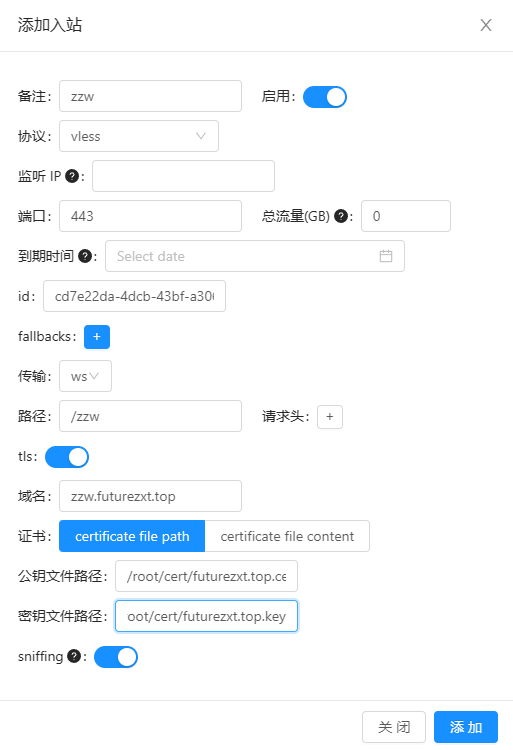 添加入站
备注: zzw 启用:
协议: vless
监听 IP ?:
端口: 443 总流量(GB) ?: 0
到期时间 ?: Select date
id: cd7e22da-4dcb-43bf-a30
fallbacks: +
传输: ws
路径: /zzw 请求头: +
tls:
域名: zzw.futurezxt.top
证书: certificate file path certificate file content
公钥文件路径: /root/cert/futurezxt.top.ce
密钥文件路径: oot/cert/futurezxt.top.key
sniffing ?:
关 闭 添 加